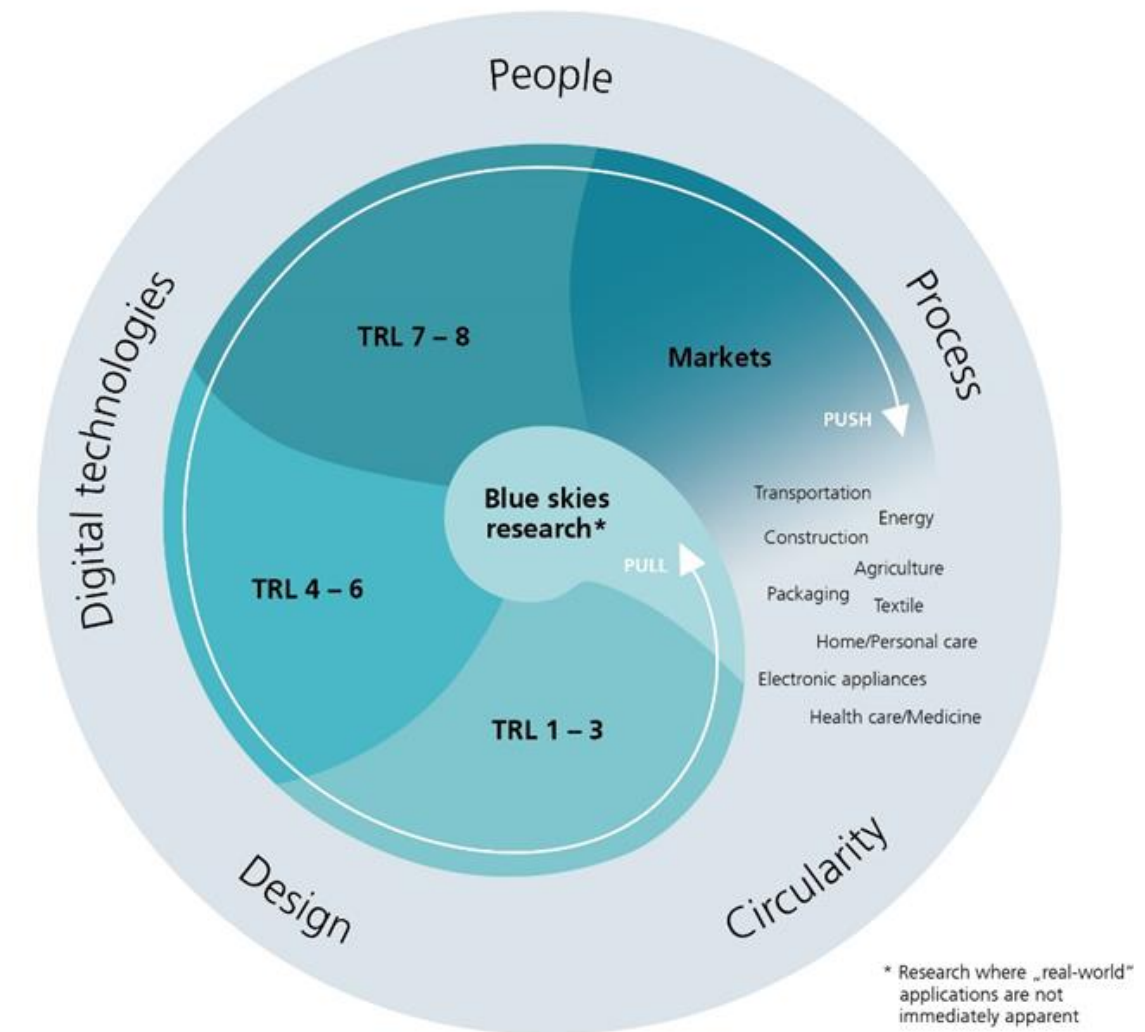 People
Process
Digital technologies
TRL 7 – 8
Markets
PUSH
Blue skies
research*
PULL
TRL 4 – 6
TRL 1 – 3
Transportation
Energy
Construction
Agriculture
Packaging
Textile
Home/Personal care
Electronic appliances
Health care/Medicine
Design
Circularity
* Research where „real-world“
applications are not
immediately apparent